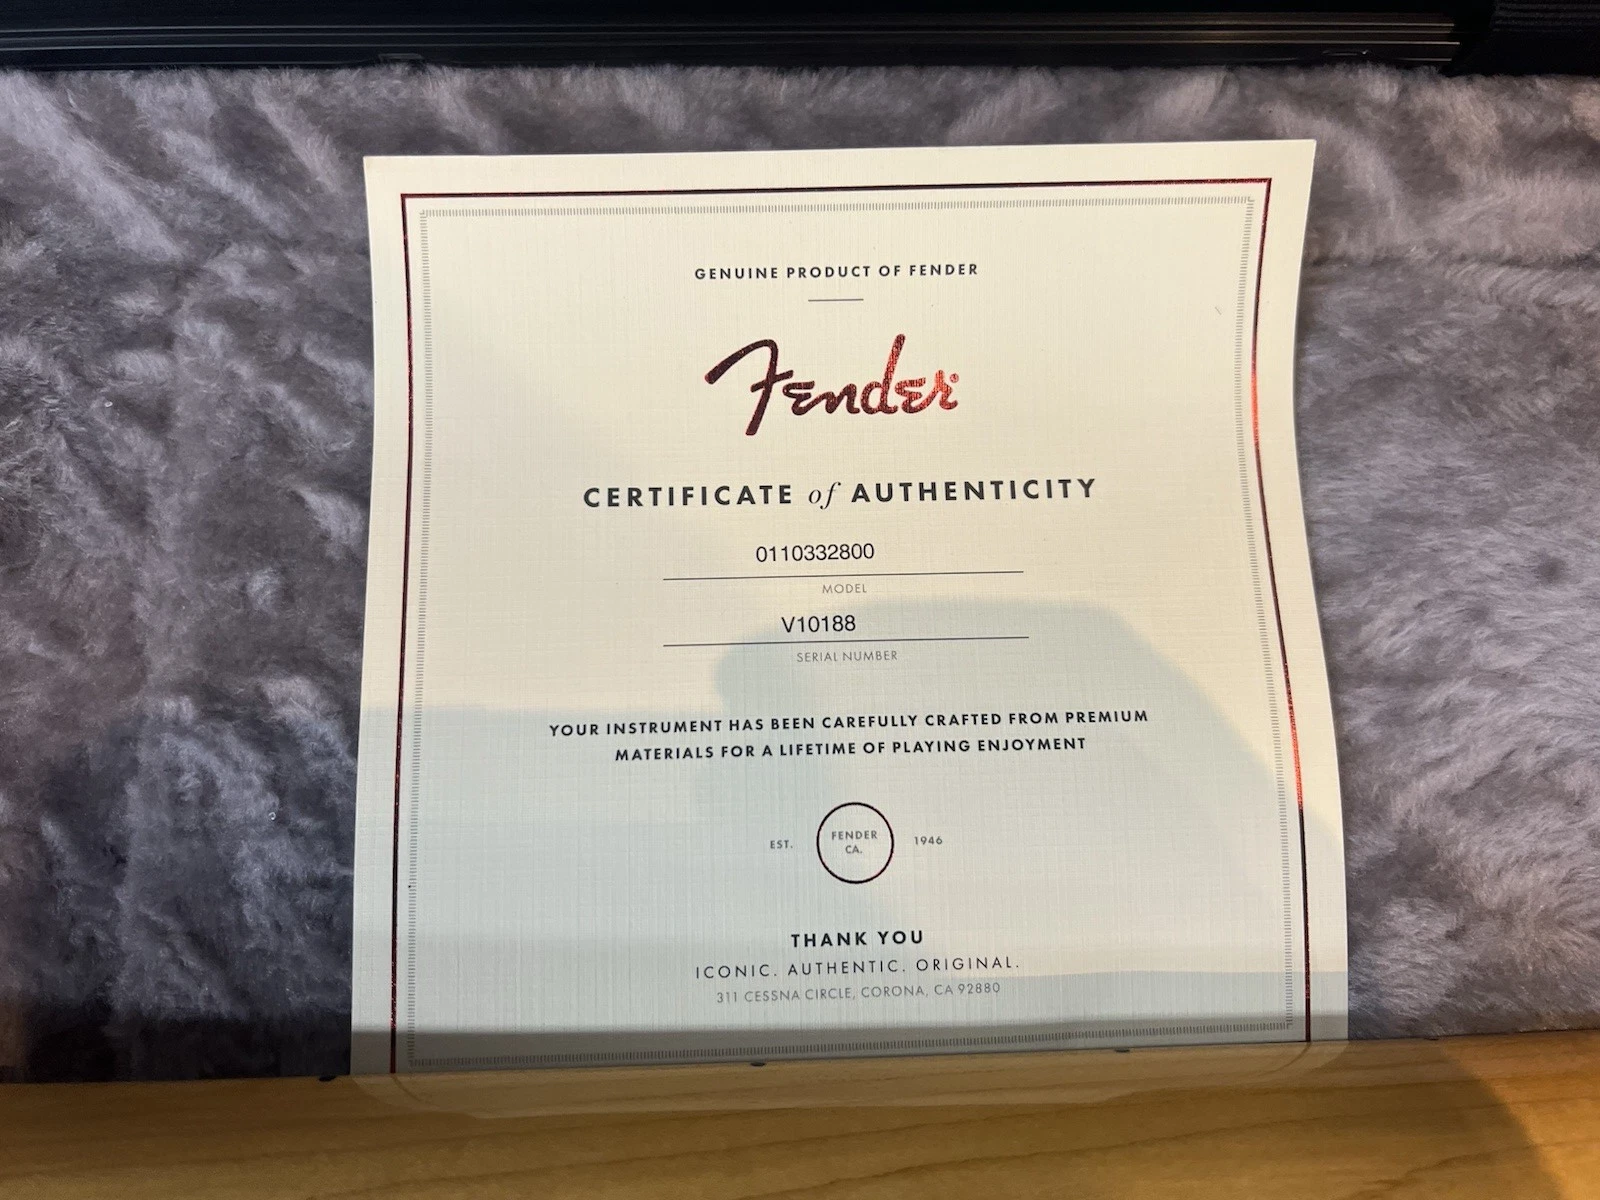 GENUINE PRODUCT OF FENDER
Fender
CERTIFICATE of AUTHENTICITY
0110332800
MODEL
V10188
SERIAL NUMBER
YOUR INSTRUMENT HAS BEEN CAREFULLY CRAFTED FROM PREMIUM
MATERIALS FOR A LIFETIME OF PLAYING ENJOYMENT
EST. FENDER CA. 1946
THANK YOU
ICONIC. AUTHENTIC. ORIGINAL.
311 CESSNA CIRCLE, CORONA, CA 92880